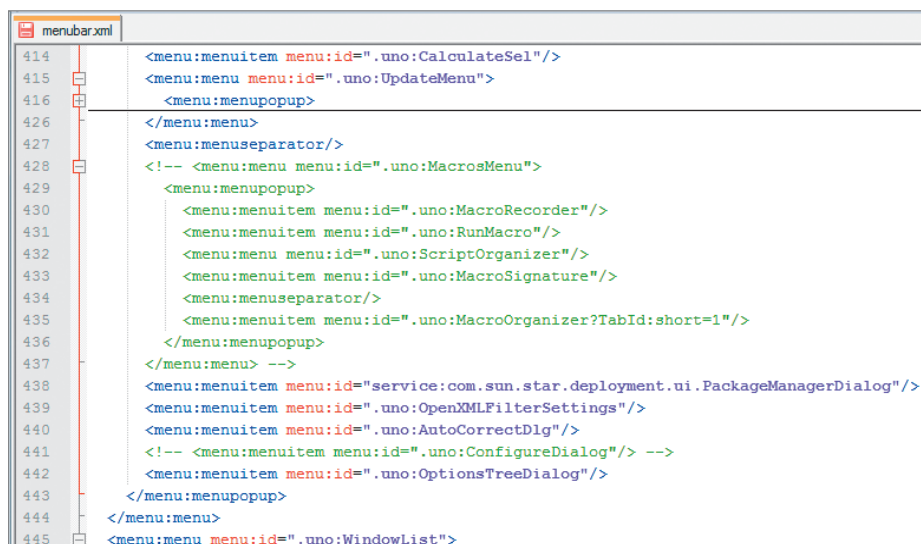 menubar.xml
414 <menu:menuitem menu:id=".uno:CalculateSel"/>
415 <menu:menu menu:id=".uno:UpdateMenu">
416 <menu:menupopup>
426 </menu:menu>
427 <menu:menuseparator/>
428 <!-- <menu:menu menu:id=".uno:MacrosMenu">
429 <menu:menupopup>
430 <menu:menuitem menu:id=".uno:MacroRecorder"/>
431 <menu:menuitem menu:id=".uno:RunMacro"/>
432 <menu:menu menu:id=".uno:ScriptOrganizer"/>
433 <menu:menuitem menu:id=".uno:MacroSignature"/>
434 <menu:menuseparator/>
435 <menu:menuitem menu:id=".uno:MacroOrganizer?TabId:short=1"/>
436 </menu:menupopup>
437 </menu:menu> -->
438 <menu:menuitem menu:id="service:com.sun.star.deployment.ui.PackageManagerDialog"/>
439 <menu:menuitem menu:id=".uno:OpenXMLFilterSettings"/>
440 <menu:menuitem menu:id=".uno:AutoCorrectDlg"/>
441 <!-- <menu:menuitem menu:id=".uno:ConfigureDialog"/> -->
442 <menu:menuitem menu:id=".uno:OptionsTreeDialog"/>
443 </menu:menupopup>
444 </menu:menu>
445 <menu:menu menu:id=".uno:WindowList">